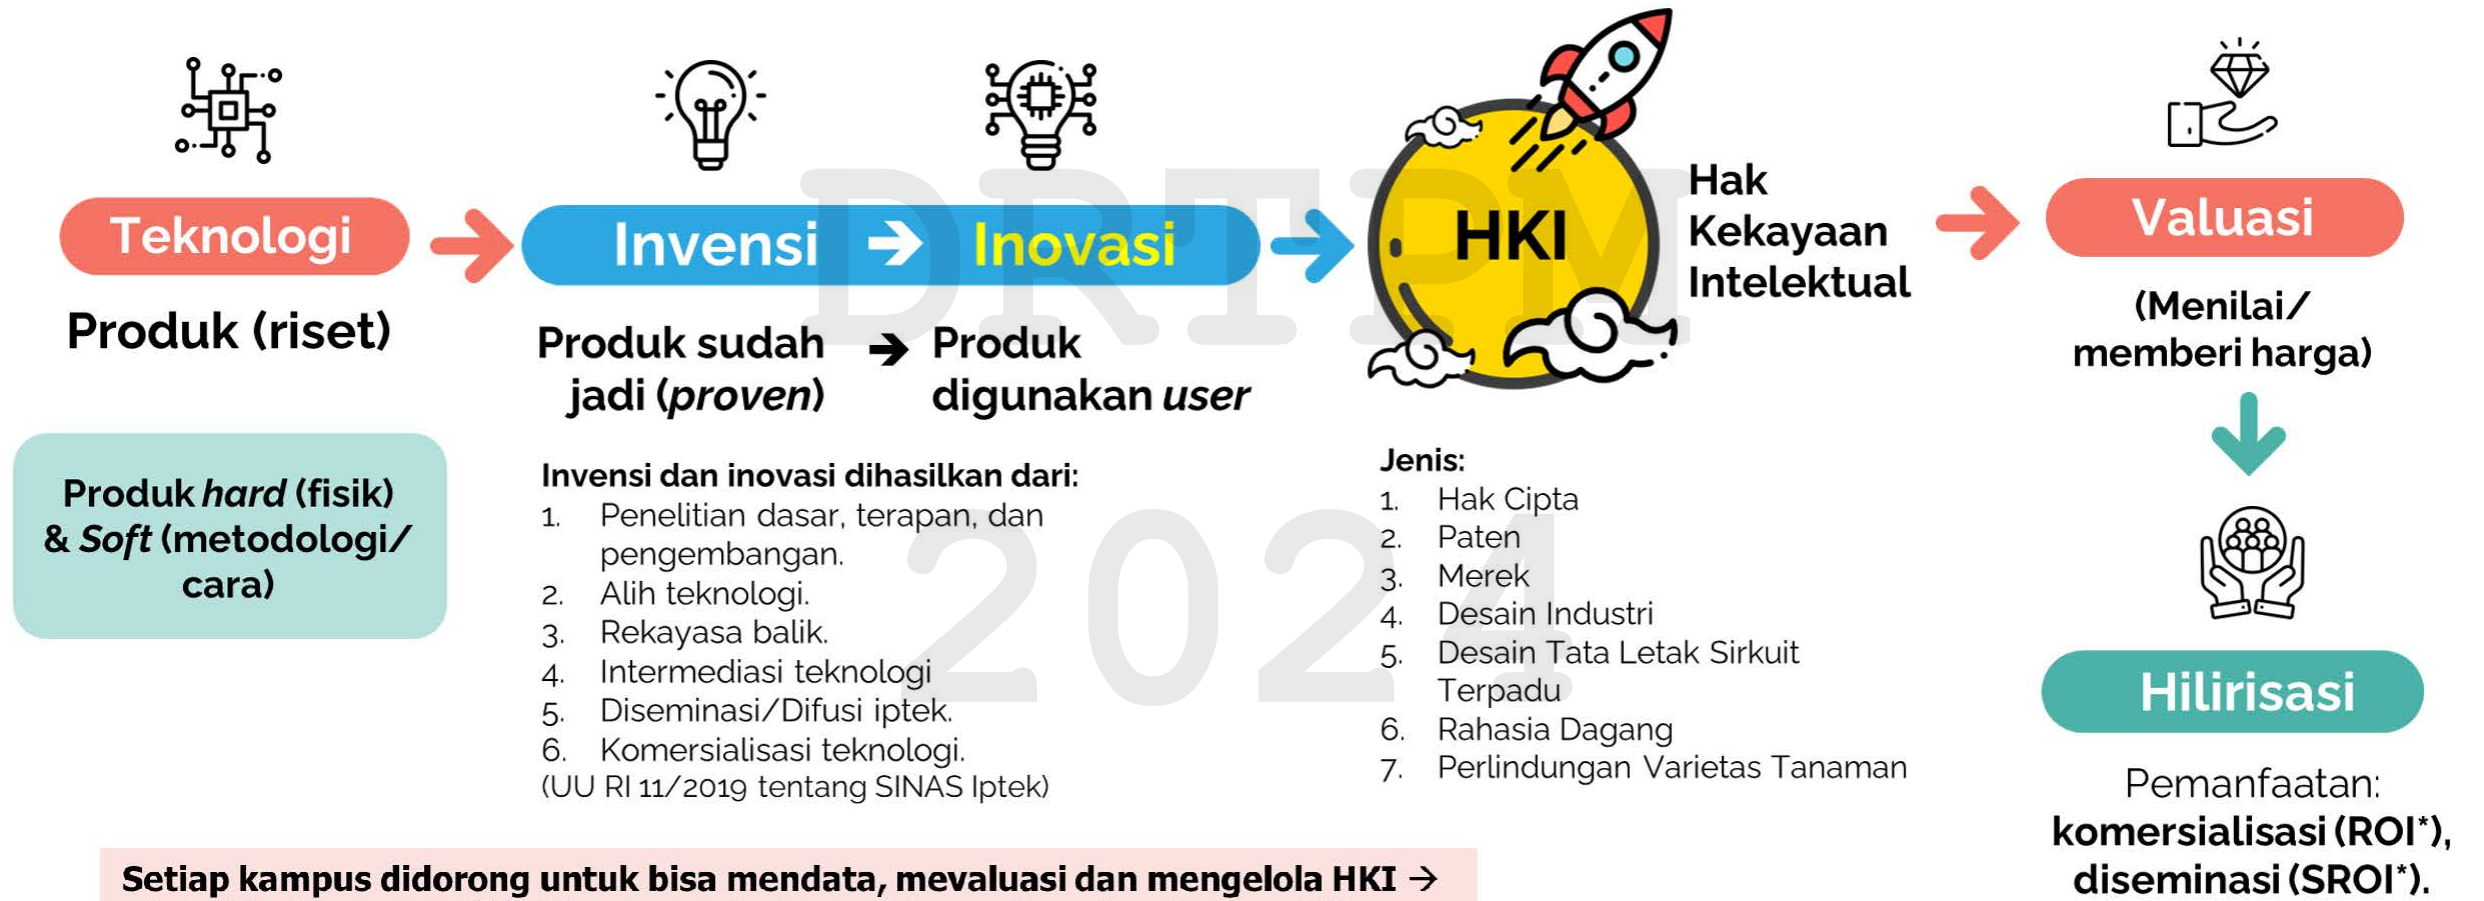 Teknologi
Produk (riset)
Produk hard (fisik)
& Soft (metodologi/
cara)
Invensi → Inovasi
Produk sudah → Produk
jadi (proven) digunakan user
Invensi dan inovasi dihasilkan dari:
1. Penelitian dasar, terapan, dan
pengembangan.
2. Alih teknologi.
3. Rekayasa balik.
4. Intermediasi teknologi
5. Diseminasi/Difusi iptek.
6. Komersialisasi teknologi.
(UU RI 11/2019 tentang SINAS Iptek)
HKI
Hak
Kekayaan
Intelektual
Jenis:
1. Hak Cipta
2. Paten
3. Merek
4. Desain Industri
5. Desain Tata Letak Sirkuit
Terpadu
6. Rahasia Dagang
7. Perlindungan Varietas Tanaman
Valuasi
(Menilai/
memberi harga)
Hilirisasi
Pemanfaatan:
komersialisasi (ROI*),
diseminasi (SROI*).
Setiap kampus didorong untuk bisa mendata, mevaluasi dan mengelola HKI →
DRTPM
2024